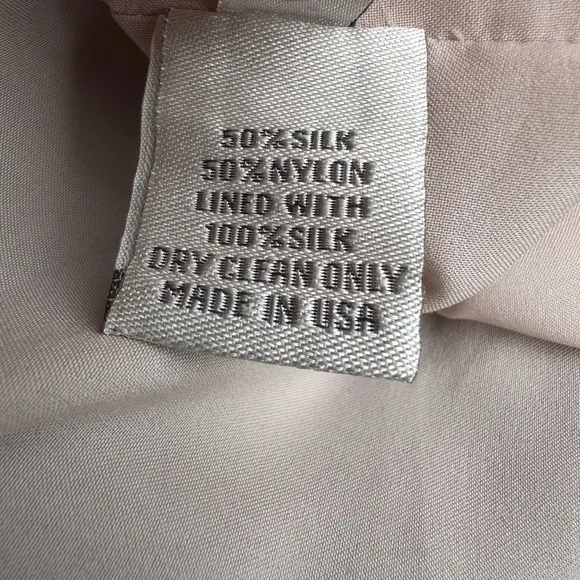 50% SILK
50% NYLON
LINED WITH
100% SILK
DRY CLEAN ONLY
MADE IN USA